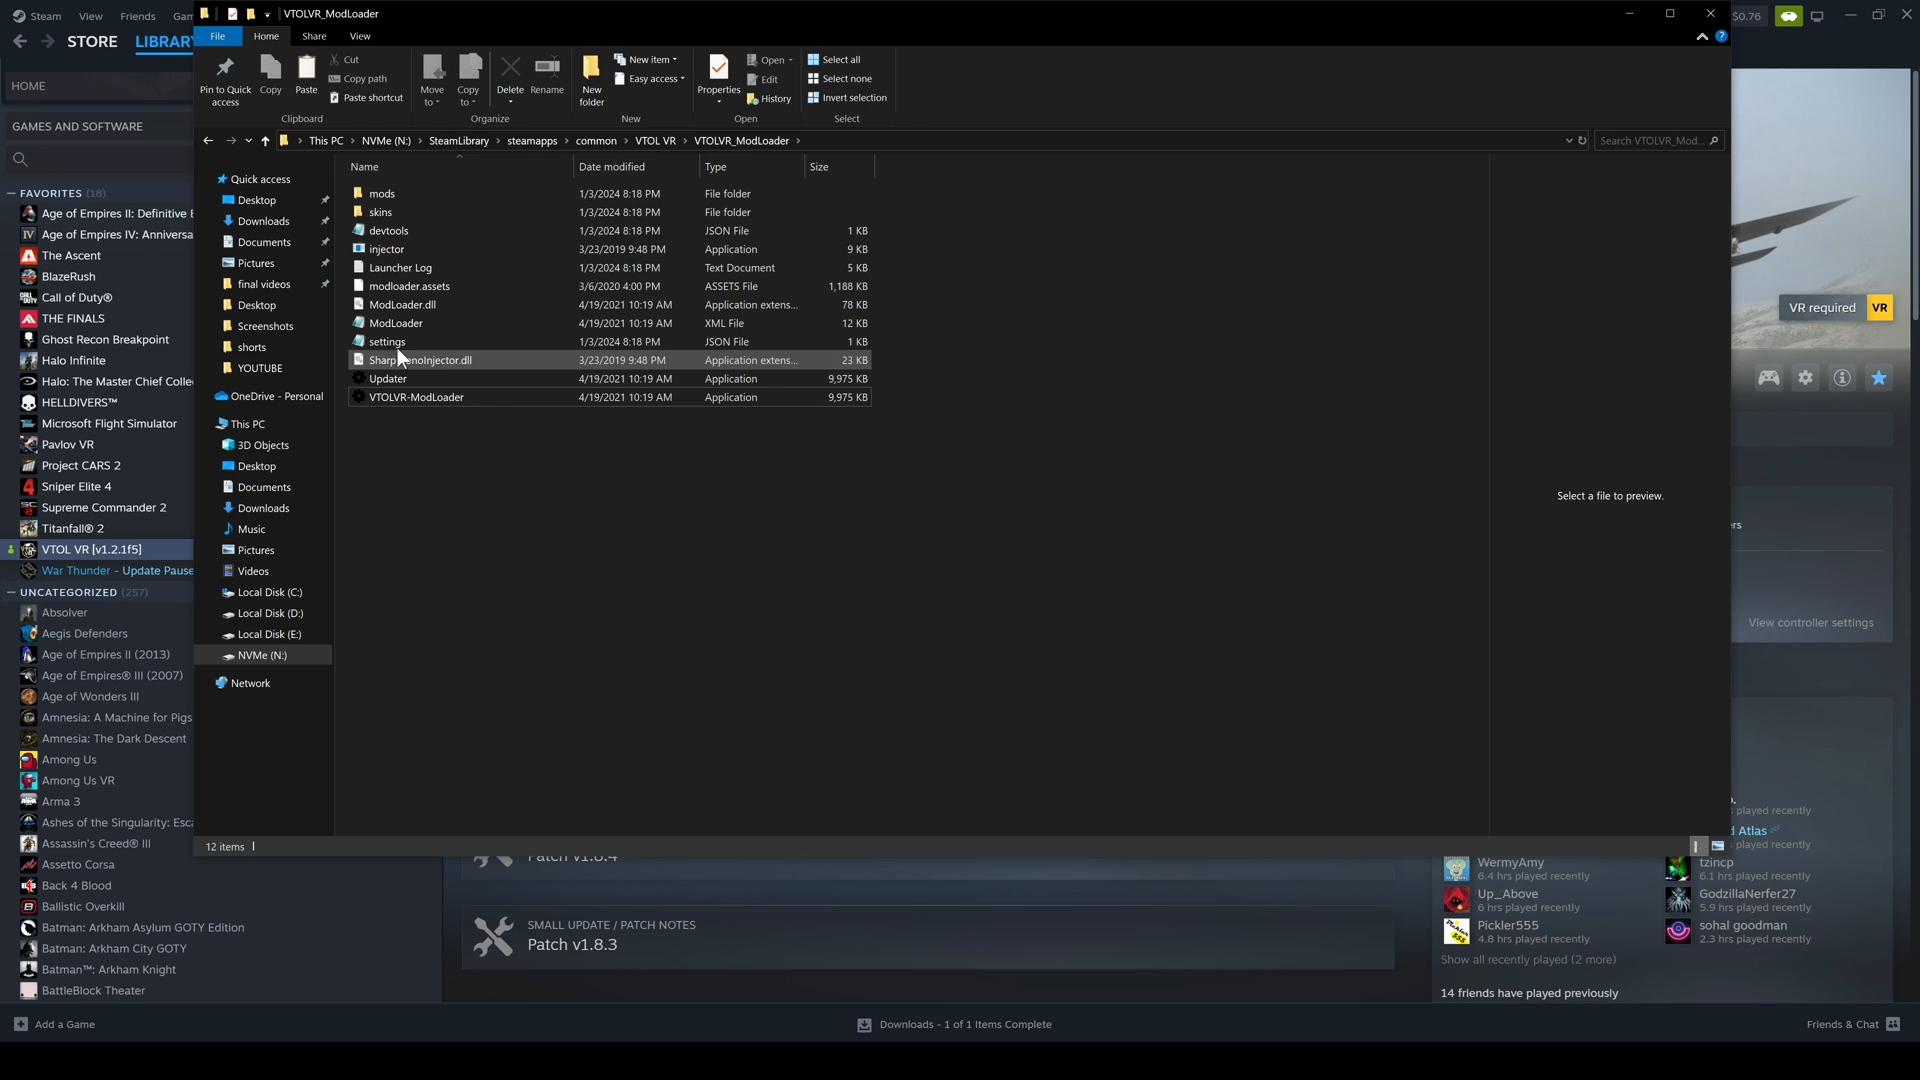 Steam View Friends Gam
VTOLVR_ModLoader
$0.76
STORE LIBRARY
File Home Share View
HOME
GAMES AND SOFTWARE
Pin to Quick access
Copy
Paste
Cut
Copy path
Paste shortcut
Move to
Copy to
Delete
Rename
New folder
New item
Easy access
Properties
Open
Edit
History
Select all
Select none
Invert selection
Clipboard Organize New Open Select
This PC NVMe (N:) SteamLibrary steamapps common VTOL VR VTOLVR_ModLoader
Search VTOLVR_Mod...
Name Date modified Type Size
mods 1/3/2024 8:18 PM File folder
skins 1/3/2024 8:18 PM File folder
devtools 1/3/2024 8:18 PM JSON File 1 KB
injector 3/23/2019 9:48 PM Application 9 KB
Launcher Log 1/3/2024 8:18 PM Text Document 5 KB
modloader.assets 3/6/2020 4:00 PM ASSETS File 1,188 KB
ModLoader.dll 4/19/2021 10:19 AM Application extens... 78 KB
ModLoader 4/19/2021 10:19 AM XML File 12 KB
settings 1/3/2024 8:18 PM JSON File 1 KB
3/23/2019 9:48 PM Application extens... 23 KB
Updater 4/19/2021 10:19 AM Application 9,975 KB
VTOLVR-ModLoader 4/19/2021 10:19 AM Application 9,975 KB
Quick access
Desktop
Downloads
Documents
Pictures
final videos
Desktop
Screenshots
shorts
YOUTUBE
OneDrive - Personal
This PC
3D Objects
Desktop
Documents
Downloads
Music
Pictures
Videos
Local Disk (C:)
Local Disk (D:)
Local Disk (E:)
NVMe (N:)
Network
Select a file to preview.
12 items
FAVORITES (18)
Age of Empires II: Definitive E
Age of Empires IV: Anniversa
The Ascent
BlazeRush
Call of Duty®
THE FINALS
Ghost Recon Breakpoint
Halo Infinite
Halo: The Master Chief Colle
HELLDIVERS™
Microsoft Flight Simulator
Pavlov VR
Project CARS 2
Sniper Elite 4
Supreme Commander 2
Titanfall® 2
VTOL VR [v1.2.1f5]
War Thunder - Update Pause
UNCATEGORIZED (257)
Absolver
Aegis Defenders
Age of Empires II (2013)
Age of Empires® III (2007)
Age of Wonders III
Amnesia: A Machine for Pigs
Amnesia: The Dark Descent
Among Us
Among Us VR
Arma 3
Ashes of the Singularity: Esca
Assassin's Creed® III
Assetto Corsa
Back 4 Blood
Ballistic Overkill
Batman: Arkham Asylum GOTY Edition
Batman: Arkham City GOTY
Batman™: Arkham Knight
BattleBlock Theater
VR required VR
ers
View controller settings
played recently
d Atlas
played recently
Patch v1.8.4
SMALL UPDATE / PATCH NOTES
Patch v1.8.3
WermyAmy
6.4 hrs played recently
tzincp
6.1 hrs played recently
Up_Above
6 hrs played recently
GodzillaNerfer27
5.9 hrs played recently
Pickler555
4.8 hrs played recently
sohal goodman
2.3 hrs played recently
Show all recently played (2 more)
14 friends have played previously
Add a Game
Downloads - 1 of 1 Items Complete
Friends & Chat